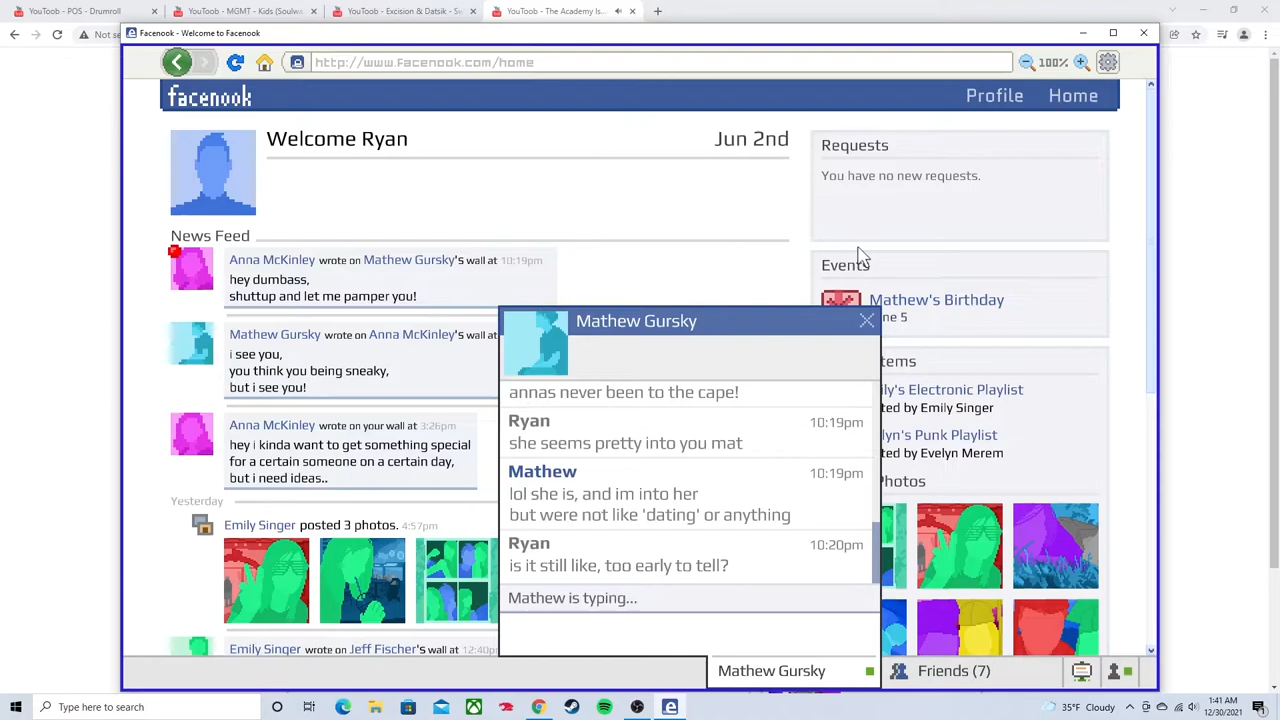 YouToob - POS - Drumroll
YouToob - MGMT - Kids (Soulwa
YouToob - Excision & Datsik - Sw
YouToob - The Academy Is...
Not se
Facenook - Welcome to Facenook
http://www.facenook.com/home
100%
facenook
Profile
Home
Welcome Ryan
Jun 2nd
News Feed
Anna McKinley wrote on Mathew Gursky's wall at 10:19pm
hey dumbass,
shuttup and let me pamper you!
Mathew Gursky wrote on Anna McKinley's wall at
i see you,
you think you being sneaky,
but i see you!
Anna McKinley wrote on your wall at 3:26pm
hey i kinda want to get something special
for a certain someone on a certain day,
but i need ideas..
Yesterday
Emily Singer posted 3 photos. 4:57pm
Emily Singer wrote on Jeff Fischer's wall at 12:40p
Requests
You have no new requests.
Events
Mathew's Birthday
ne 5
tems
ly's Electronic Playlist
ted by Emily Singer
lyn's Punk Playlist
ted by Evelyn Merem
Photos
Mathew Gursky
annas never been to the cape!
Ryan 10:19pm
she seems pretty into you mat
Mathew 10:19pm
lol she is, and im into her
but were not like 'dating' or anything
Ryan 10:20pm
is it still like, too early to tell?
Mathew is typing...
Mathew Gursky
Friends (7)
Type here to search
35°F Cloudy
1:41 AM
12/30/2021